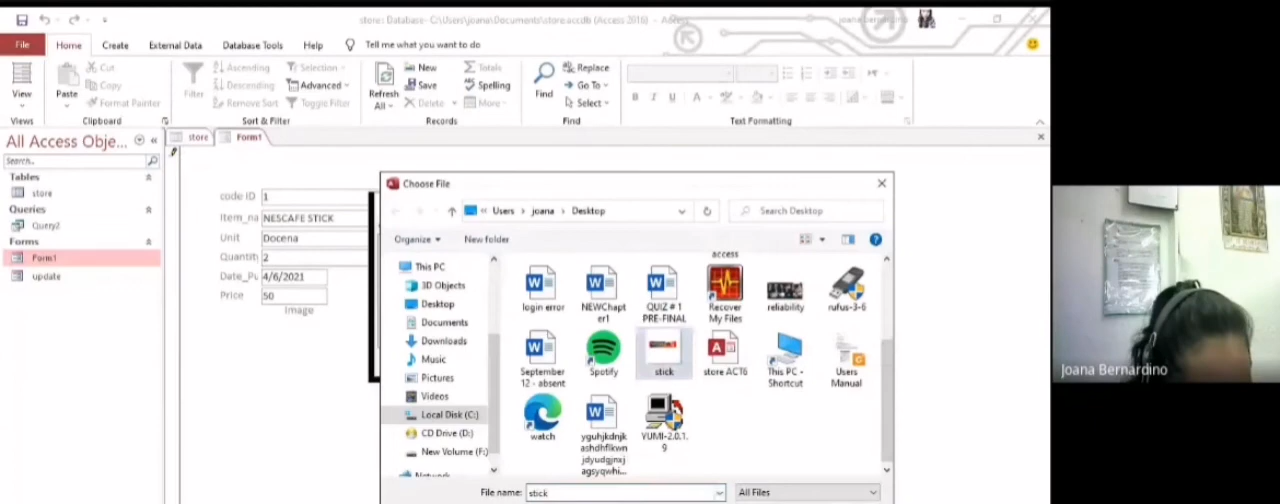 store : Database- C:\Users\joana\Documents\store.accdb (Access 2016) - Access
joana bernardino
File Home Create External Data Database Tools Help Tell me what you want to do
View
Views
Paste
Cut
Copy
Format Painter
Clipboard
Filter
Ascending
Descending
Remove Sort
Selection
Advanced
Toggle Filter
Sort & Filter
Refresh
All
New
Save
Delete
Totals
Spelling
More
Records
Find
Replace
Go To
Select
Find
B I U A
Text Formatting
All Access Obje...
Search..
Tables
store
Queries
Query2
Forms
Form1
update
store Form1
code ID 1
Item_na NESCAFE STICK
Unit Docena
Quantity 2
Date_Pu 4/6/2021
Price 50
Image
Choose File
« Users › joana › Desktop
Search Desktop
Organize New folder
This PC
3D Objects
Desktop
Documents
Downloads
Music
Pictures
Videos
Local Disk (C:)
CD Drive (D:)
New Volume (F:)
Network
access
login error
NEWChapt
er1
QUIZ # 1
PRE-FINAL
Recover
My Files
reliability
rufus-3-6
September
12 - absent
Spotify
stick
store ACT6
This PC -
Shortcut
Users
Manual
watch
yguhjkdnjk
ashdhflkwn
jdyudgjnxj
agsyqwhi...
YUMI-2.0.1.
9
File name: stick
All Files
Joana Bernardino